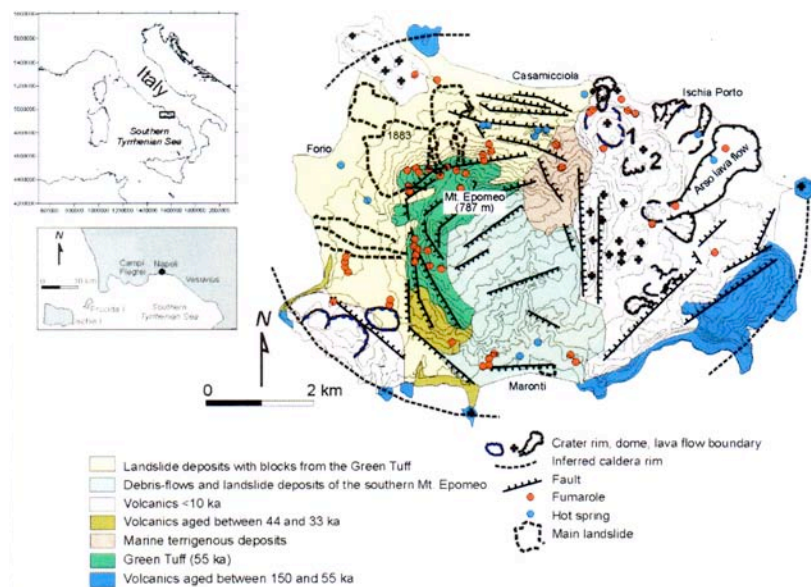 Italy
Southern
Tyrrhenian Sea
N
Campi
Flegrei
Napoli
Vesuvius
0 10 km
Procida I.
Ischia I.
Southern
Tyrrhenian Sea
Casamicciola
Ischia Porto
1883
1
2
Forio
Arso lava flow
Mt. Epomeo
(787 m)
N
0 2 km
Maronti
Landslide deposits with blocks from the Green Tuff
Debris-flows and landslide deposits of the southern Mt. Epomeo
Volcanics <10 ka
Volcanics aged between 44 and 33 ka
Marine terrigenous deposits
Green Tuff (55 ka)
Volcanics aged between 150 and 55 ka
Crater rim, dome, lava flow boundary
Inferred caldera rim
Fault
Fumarole
Hot spring
Main landslide